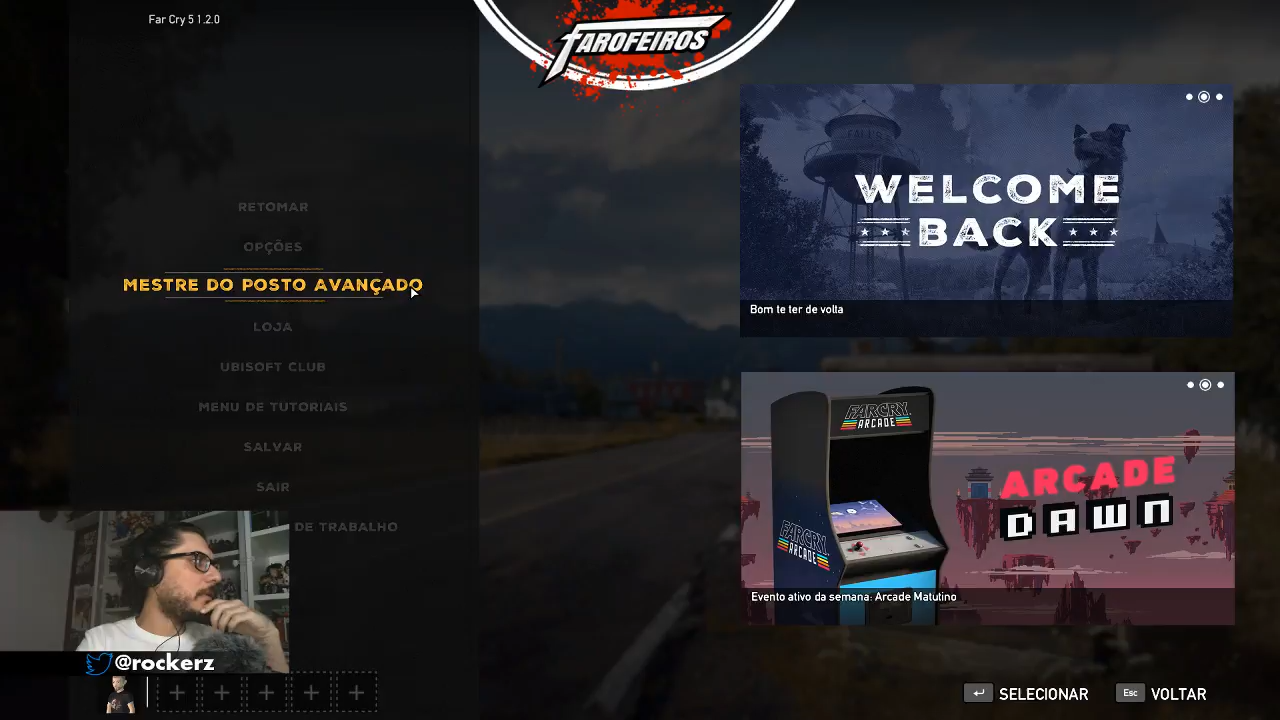 Far Cry 5 1.2.0
FAROFEIROS
RETOMAR
OPÇÕES
MESTRE DO POSTO AVANÇADO
LOJA
UBISOFT CLUB
MENU DE TUTORIAIS
SALVAR
SAIR
DE TRABALHO
@rockerz
WELCOME
BACK
Bom te ter de volta
FARCRY
ARCADE
FARCRY
ARCADE
ARCADE
DAWN
Evento ativo da semana: Arcade Matutino
SELECIONAR
Esc VOLTAR